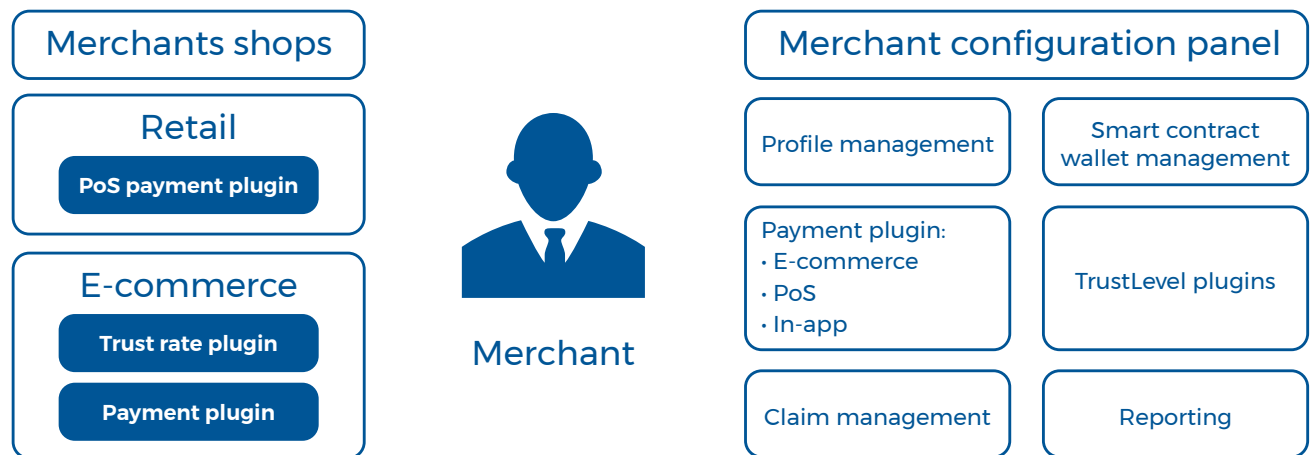 Merchants shops
Retail
PoS payment plugin
E-commerce
Trust rate plugin
Payment plugin
Merchant
Merchant configuration panel
Profile management
Smart contract
wallet management
Payment plugin:
• E-commerce
• PoS
• In-app
TrustLevel plugins
Claim management
Reporting